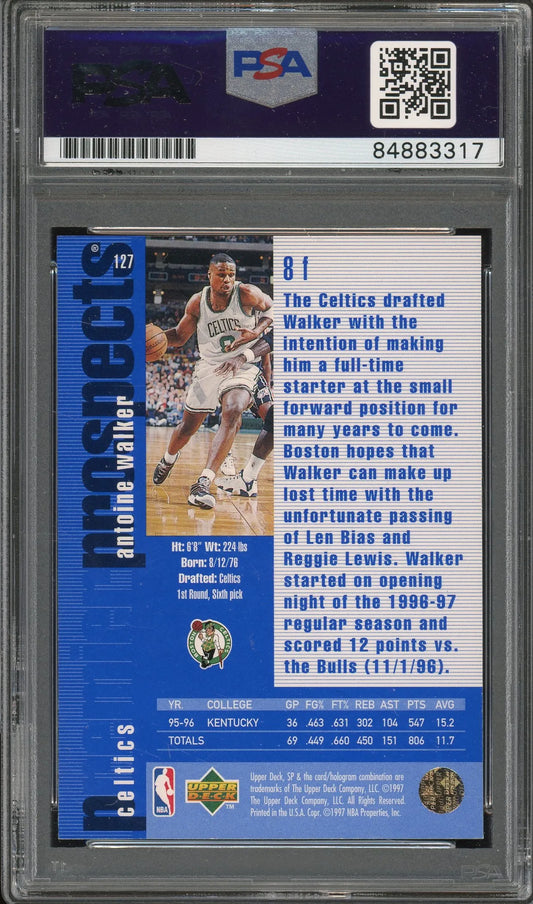 PSA
PSA
84883317
127
premier prospects®
antoine walker
celtics
CELTICS
8
8 f
The Celtics drafted
Walker with the
intention of making
him a full-time
starter at the small
forward position for
many years to come.
Boston hopes that
Walker can make up
lost time with the
unfortunate passing
of Len Bias and
Reggie Lewis. Walker
started on opening
night of the 1996-97
regular season and
scored 12 points vs.
the Bulls (11/1/96).
Ht: 6'8" Wt: 224 lbs
Born: 8/12/76
Drafted: Celtics
1st Round, Sixth pick
YR. COLLEGE GP FG% FT% REB AST PTS AVG
95-96 KENTUCKY 36 .463 .631 302 104 547 15.2
TOTALS 69 .449 .660 450 151 806 11.7
NBA
UPPER
DECK
TM
Upper Deck, SP & the card/hologram combination are
trademarks of The Upper Deck Company, LLC. ©1997
The Upper Deck Company, LLC. All Rights Reserved.
Printed in the U.S.A. Copr. ©1997 NBA Properties, Inc.
PSA